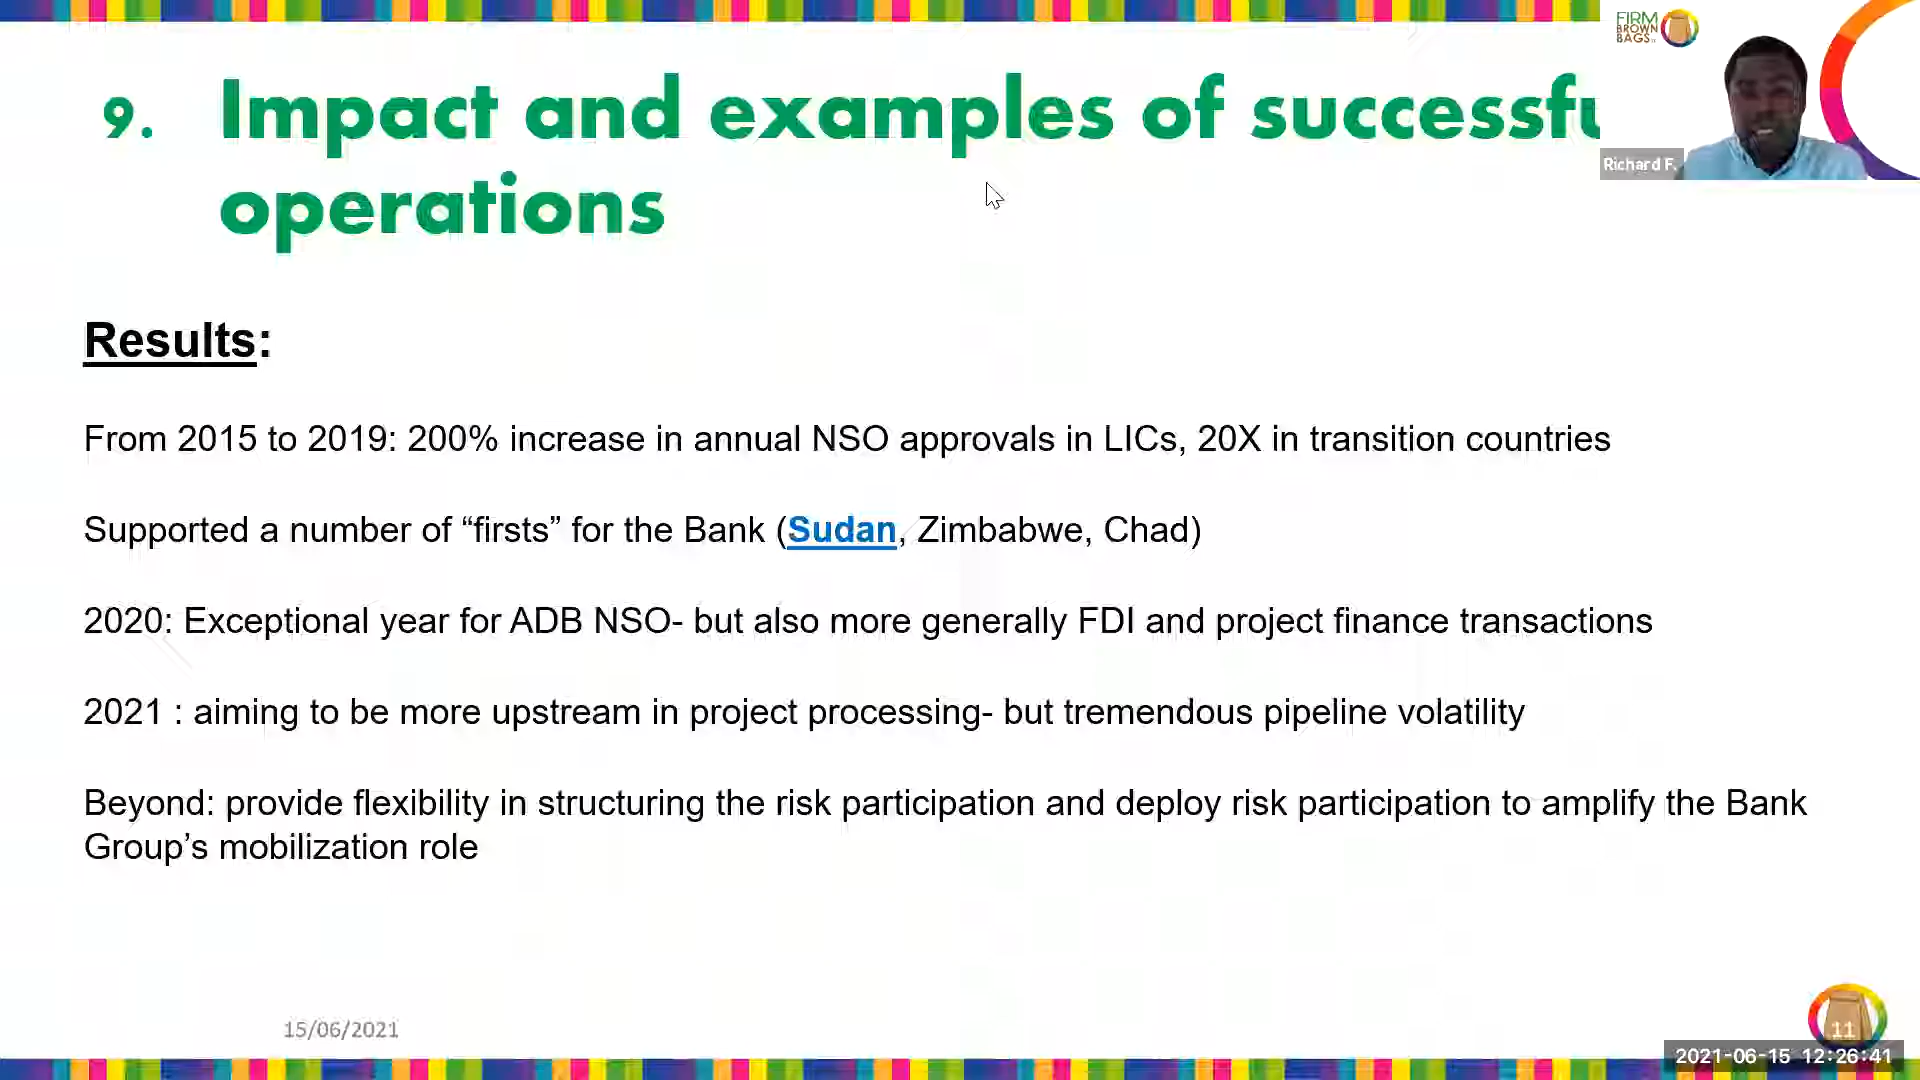 FIRM
BROWN
BAGS
9. Impact and examples of successfu
operations
Richard F.
Results:
From 2015 to 2019: 200% increase in annual NSO approvals in LICs, 20X in transition countries
Supported a number of “firsts” for the Bank (Sudan, Zimbabwe, Chad)
2020: Exceptional year for ADB NSO- but also more generally FDI and project finance transactions
2021 : aiming to be more upstream in project processing- but tremendous pipeline volatility
Beyond: provide flexibility in structuring the risk participation and deploy risk participation to amplify the Bank
Group’s mobilization role
15/06/2021
11
2021-06-15 12:26:41